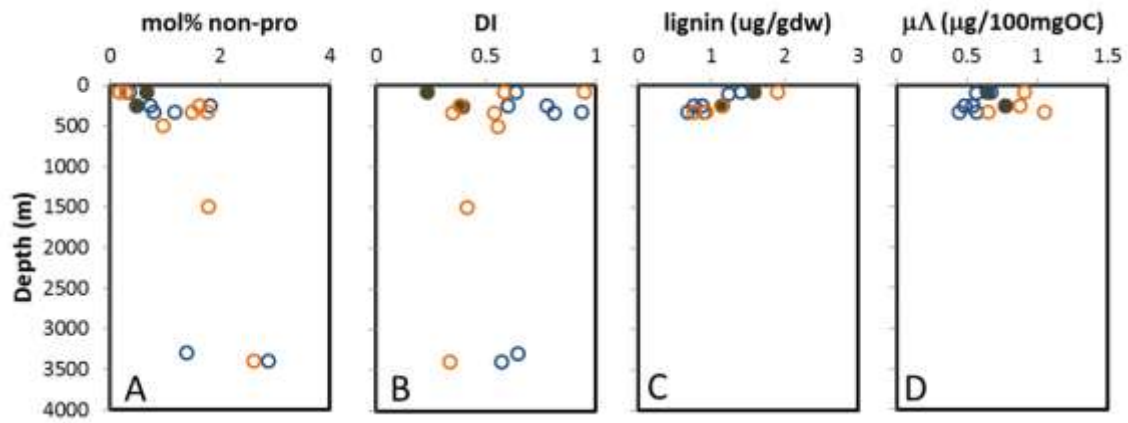 mol% non-pro
DI
lignin (ug/gdw)
μΛ (μg/100mgOC)
0 2 4
0 0.5 1
0 1 2 3
0 0.5 1 1.5
Depth (m)
0
500
1000
1500
2000
2500
3000
3500
4000
A
B
C
D